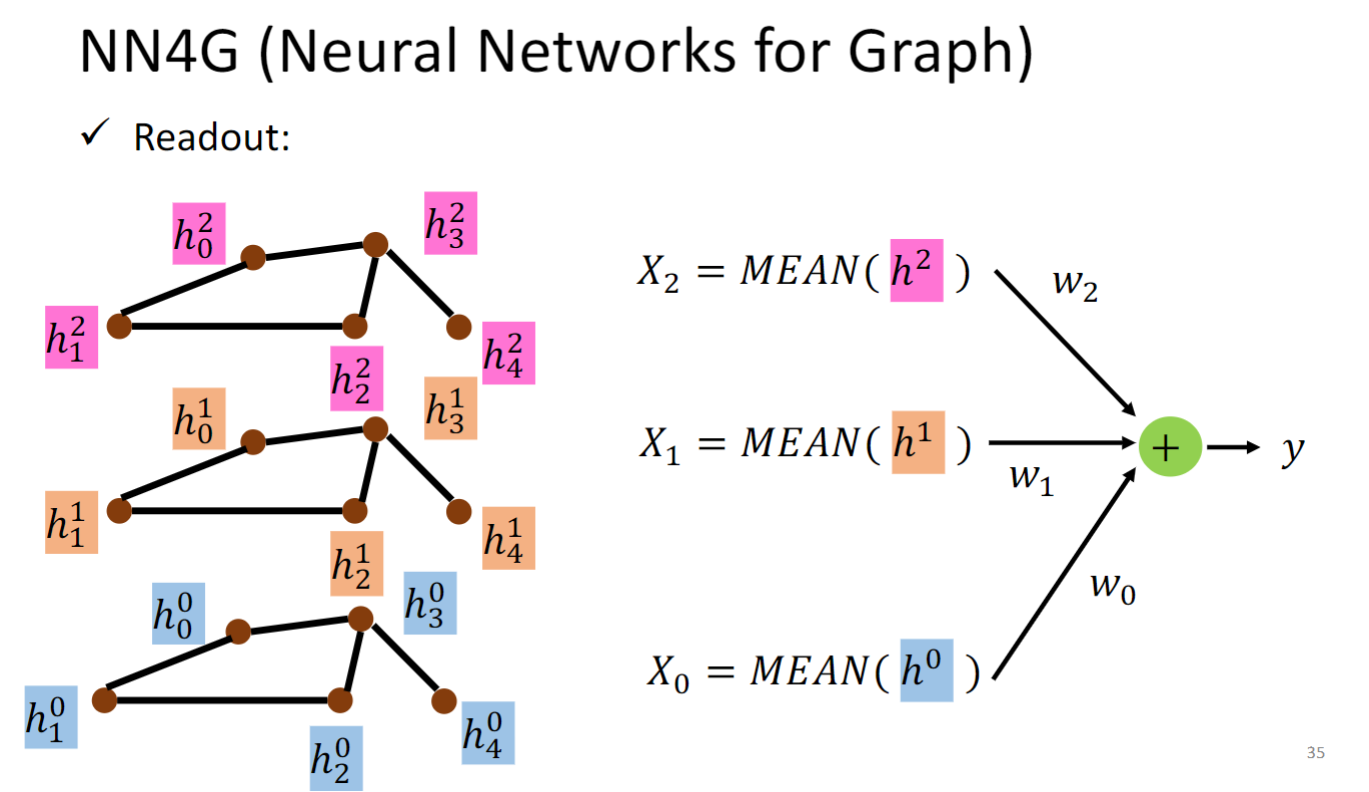 NN4G (Neural Networks for Graph)
✓ Readout:
h_0^2
h_3^2
h_1^2
h_2^2
h_4^2
h_0^1
h_3^1
h_1^1
h_2^1
h_4^1
h_0^0
h_3^0
h_1^0
h_2^0
h_4^0
X_2 = MEAN( h^2 )
w_2
X_1 = MEAN( h^1 )
w_1
+
y
w_0
X_0 = MEAN( h^0 )
35